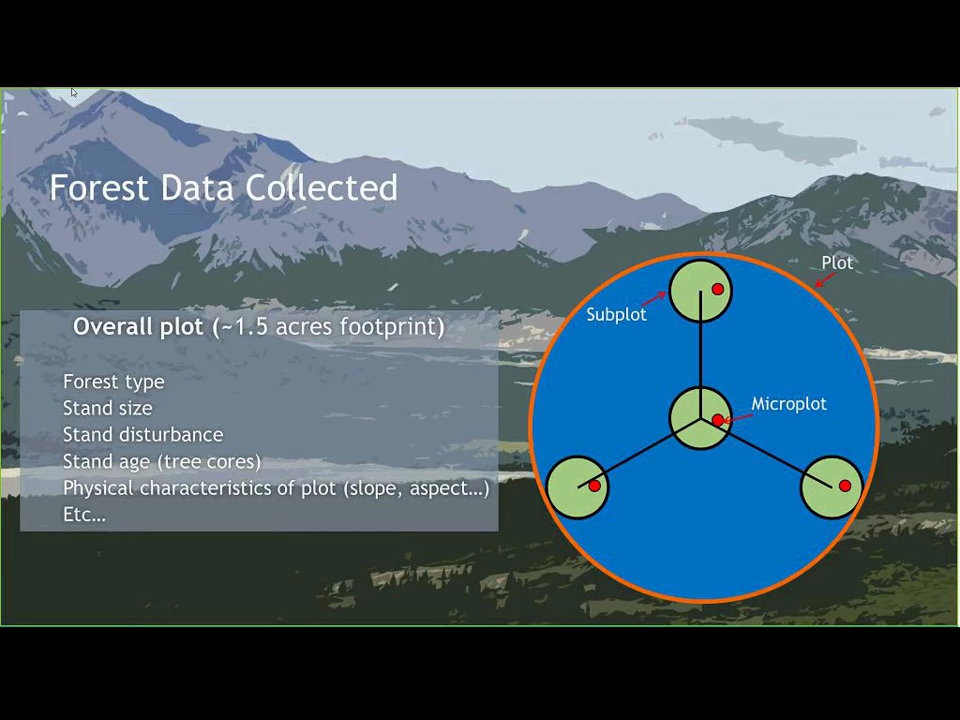 Forest Data Collected
Overall plot (~1.5 acres footprint)
Forest type
Stand size
Stand disturbance
Stand age (tree cores)
Physical characteristics of plot (slope, aspect…)
Etc…
Plot
Subplot
Microplot